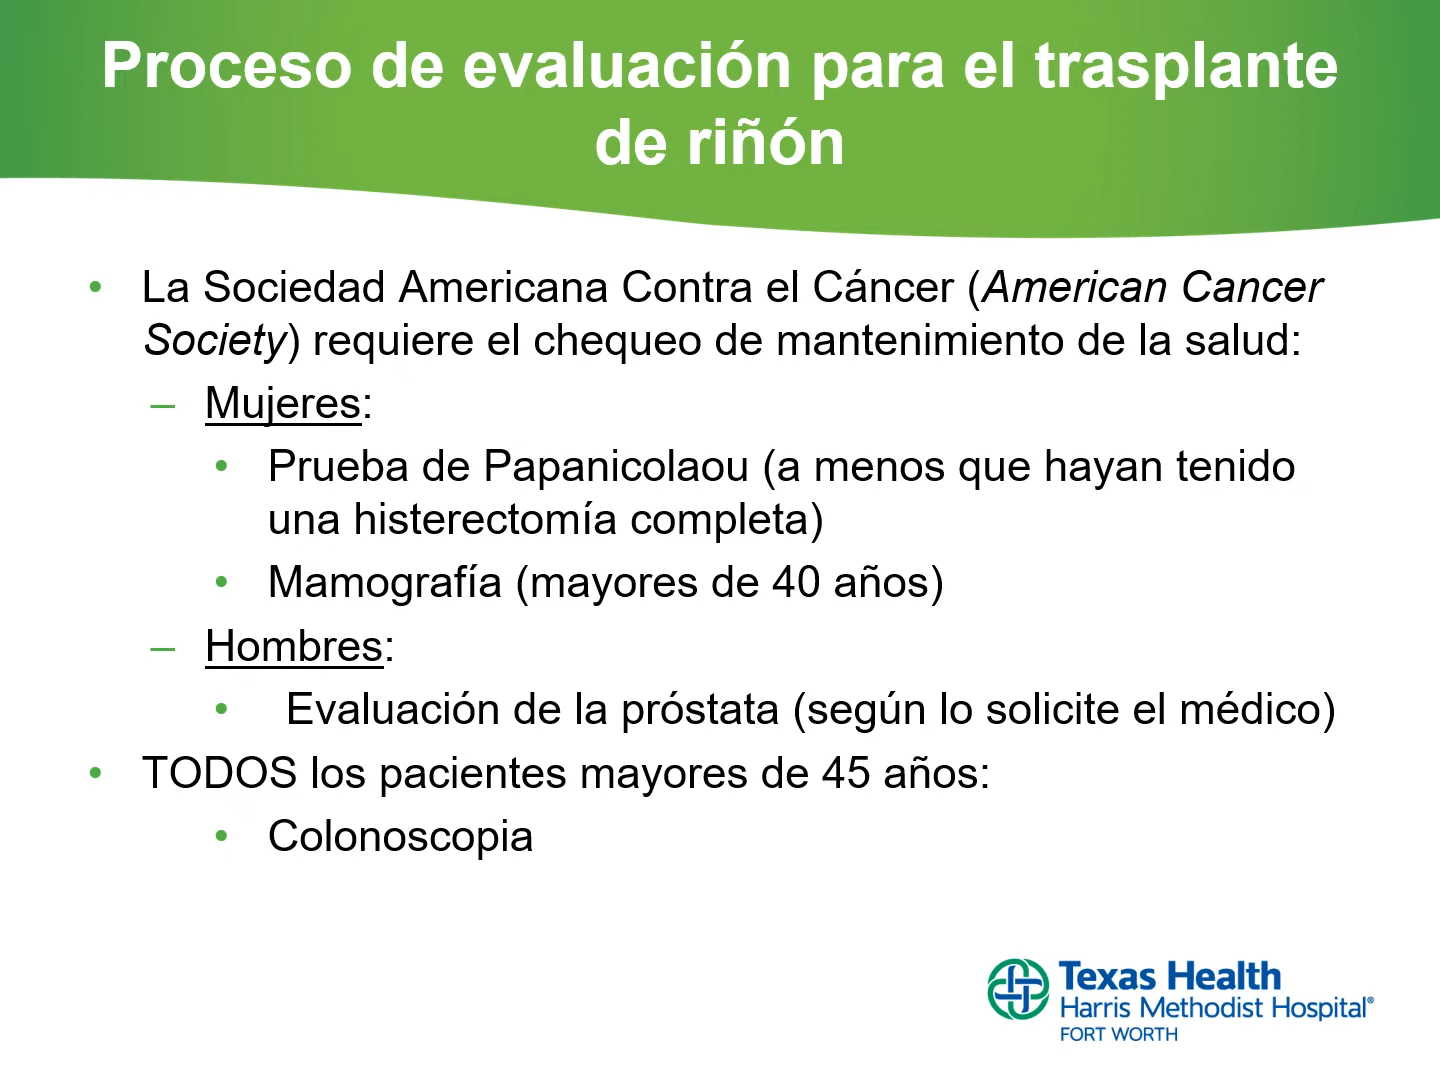 Proceso de evaluación para el trasplante
de riñón
• La Sociedad Americana Contra el Cáncer (American Cancer
Society) requiere el chequeo de mantenimiento de la salud:
– Mujeres:
• Prueba de Papanicolaou (a menos que hayan tenido
una histerectomía completa)
• Mamografía (mayores de 40 años)
– Hombres:
• Evaluación de la próstata (según lo solicite el médico)
• TODOS los pacientes mayores de 45 años:
• Colonoscopia
Texas Health
Harris Methodist Hospital®
FORT WORTH